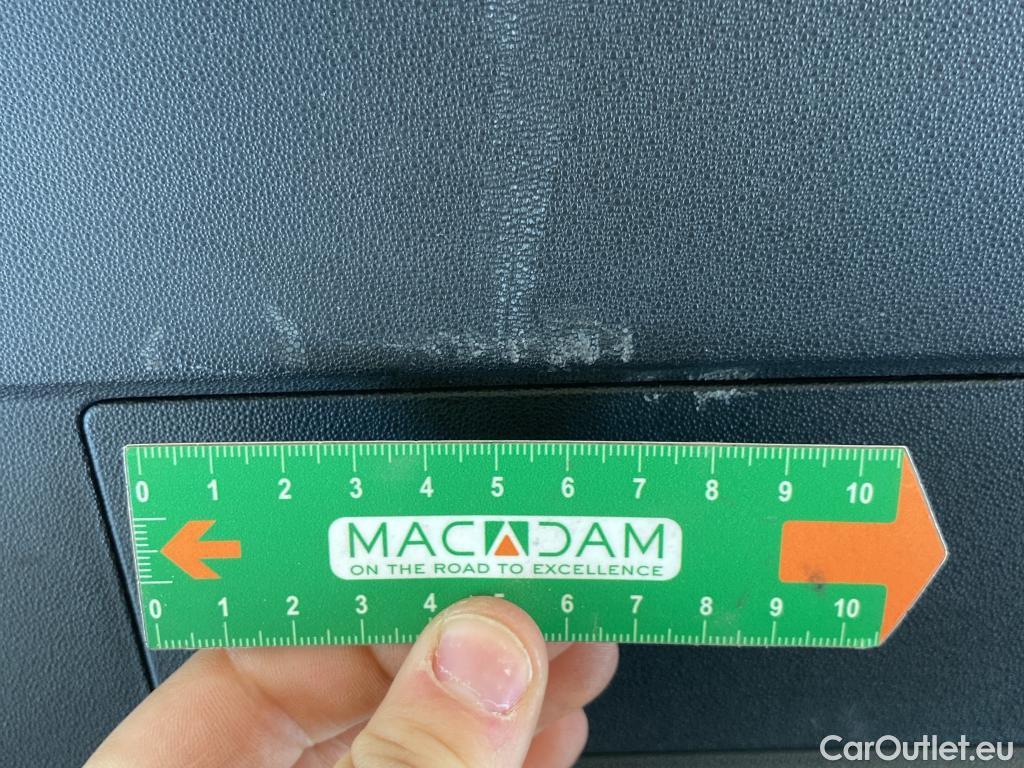 0 1 2 3 4 5 6 7 8 9 10
MACADAM
ON THE ROAD TO EXCELLENCE
0 1 2 3 4 6 7 8 9 10
CarOutlet.eu